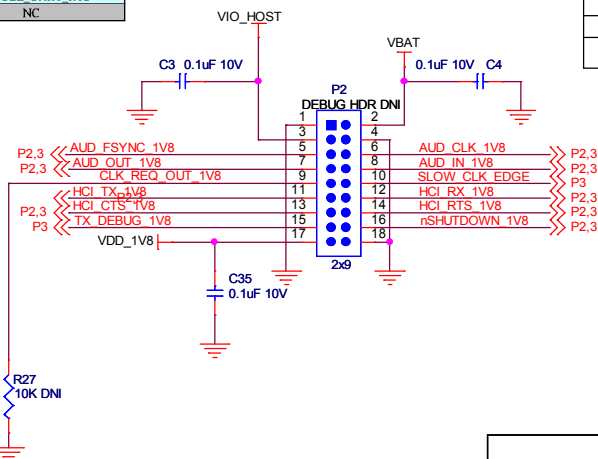 NC
VIO_HOST
VBAT
C3 0.1uF 10V
0.1uF 10V C4
P2
DEBUG HDR DNI
1 2
3 4
P2,3 AUD_FSYNC_1V8 5 6 AUD_CLK_1V8 P2,3
P2,3 AUD_OUT_1V8 7 8 AUD_IN_1V8 P2,3
CLK_REQ_OUT_1V8 9 10 SLOW_CLK_EDGE P3
HCI_TX_1V8 P2,3 11 12 HCI_RX_1V8 P2,3
P2,3 HCI_CTS_1V8 13 14 HCI_RTS_1V8 P2,3
P3 TX_DEBUG_1V8 15 16 nSHUTDOWN_1V8 P2,3
VDD_1V8 17 18
2x9
C35
0.1uF 10V
R27
10K DNI